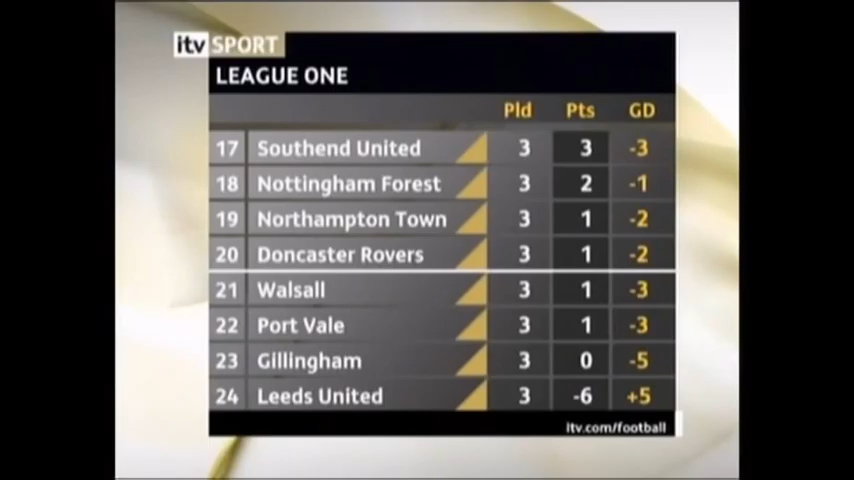 itv SPORT
LEAGUE ONE
Pld Pts GD
17 Southend United 3 3 -3
18 Nottingham Forest 3 2 -1
19 Northampton Town 3 1 -2
20 Doncaster Rovers 3 1 -2
21 Walsall 3 1 -3
22 Port Vale 3 1 -3
23 Gillingham 3 0 -5
24 Leeds United 3 -6 +5
itv.com/football